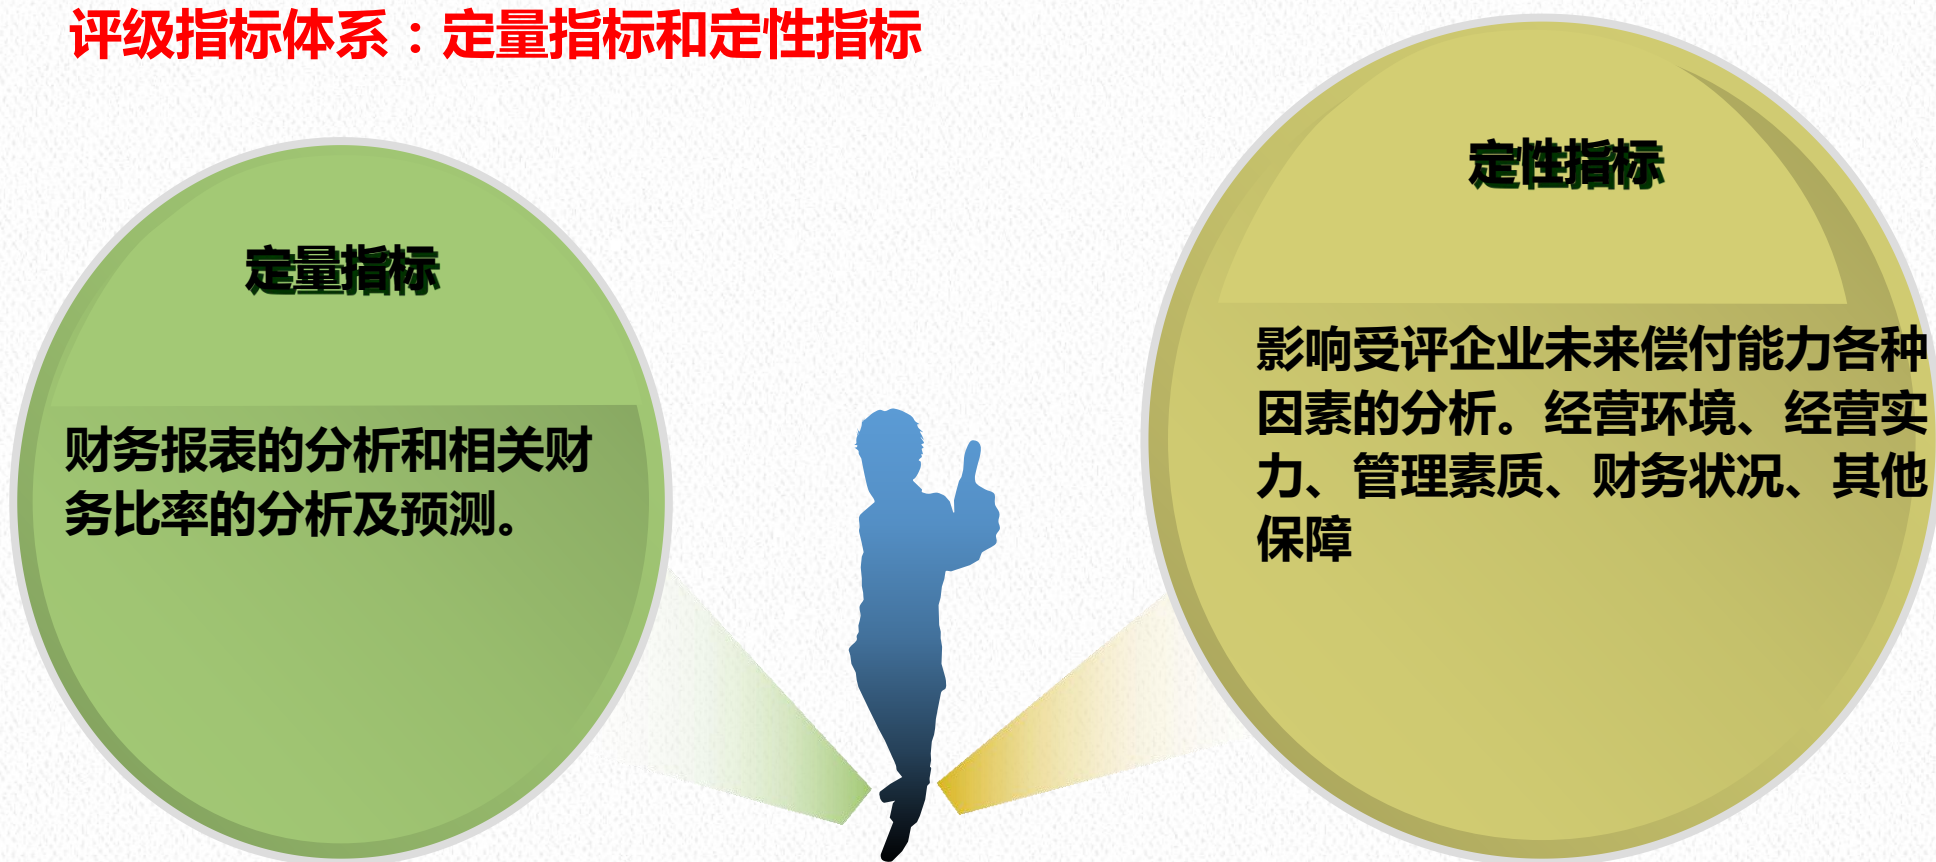 评级指标体系：定量指标和定性指标
定量指标
财务报表的分析和相关财
务比率的分析及预测。
定性指标
影响受评企业未来偿付能力各种
因素的分析。经营环境、经营实
力、管理素质、财务状况、其他
保障